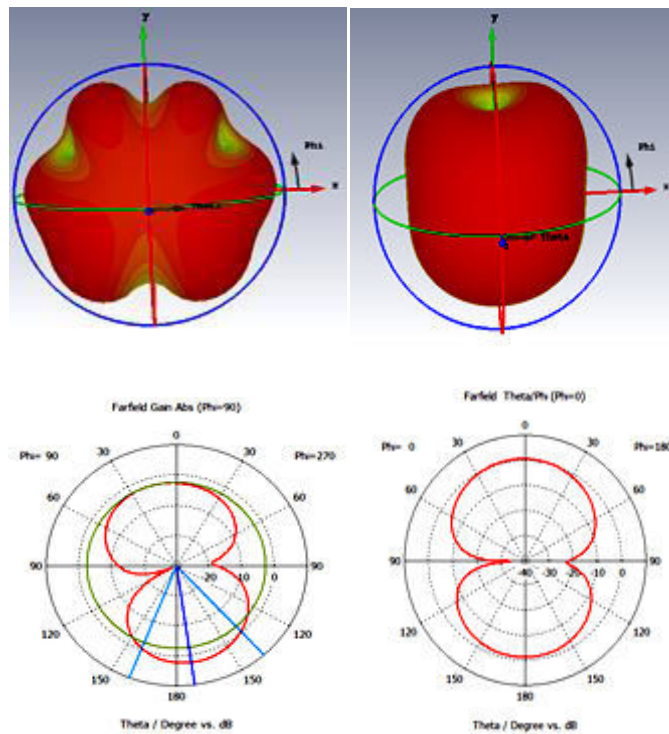 y
y
Phi
x
Phi
x
Theta
Farfield Gain Abs (Phi=90)
0
Phi= 90
30
30
Phi=270
60
60
90
-20
0
90
120
120
150
150
180
Theta / Degree vs. dB
Farfield Theta/Phi (Phi=0)
0
Phi= 0
30
30
Phi=180
60
60
90
-40
-30
-20
-10
0
90
120
120
150
150
180
Theta / Degree vs. dB